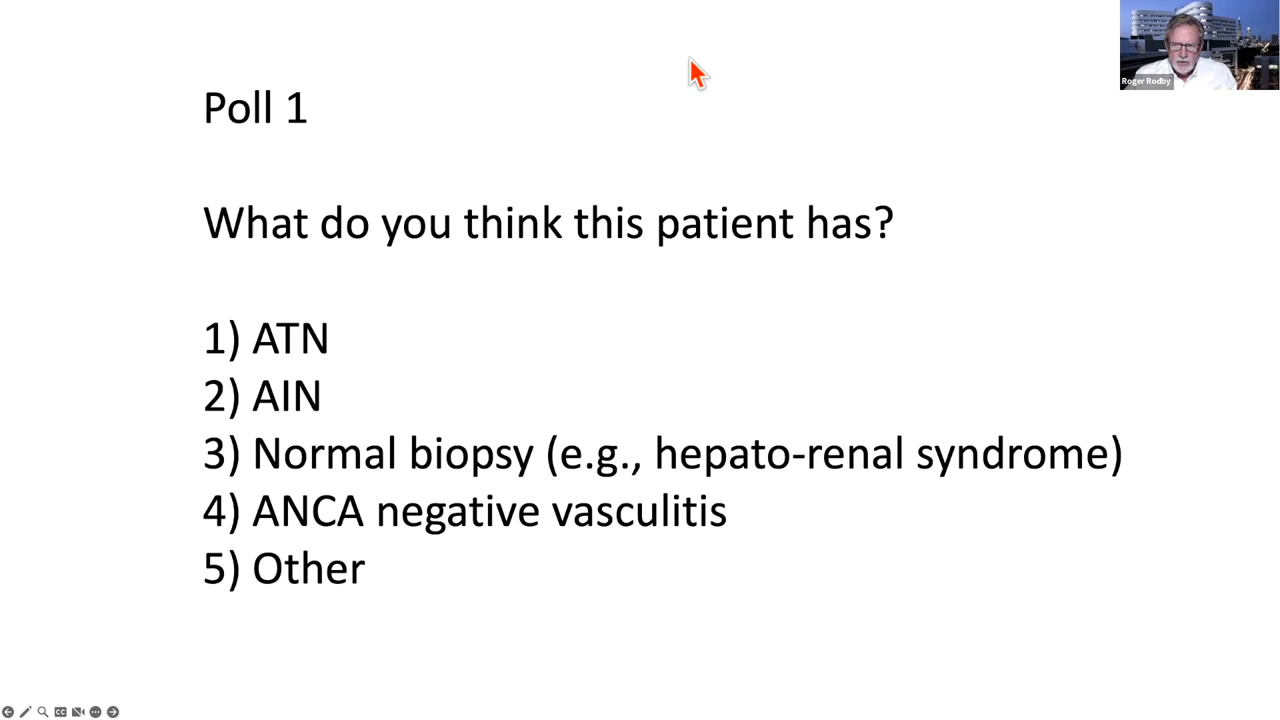 Roger Rodby
Poll 1
What do you think this patient has?
1) ATN
2) AIN
3) Normal biopsy (e.g., hepato-renal syndrome)
4) ANCA negative vasculitis
5) Other
CC